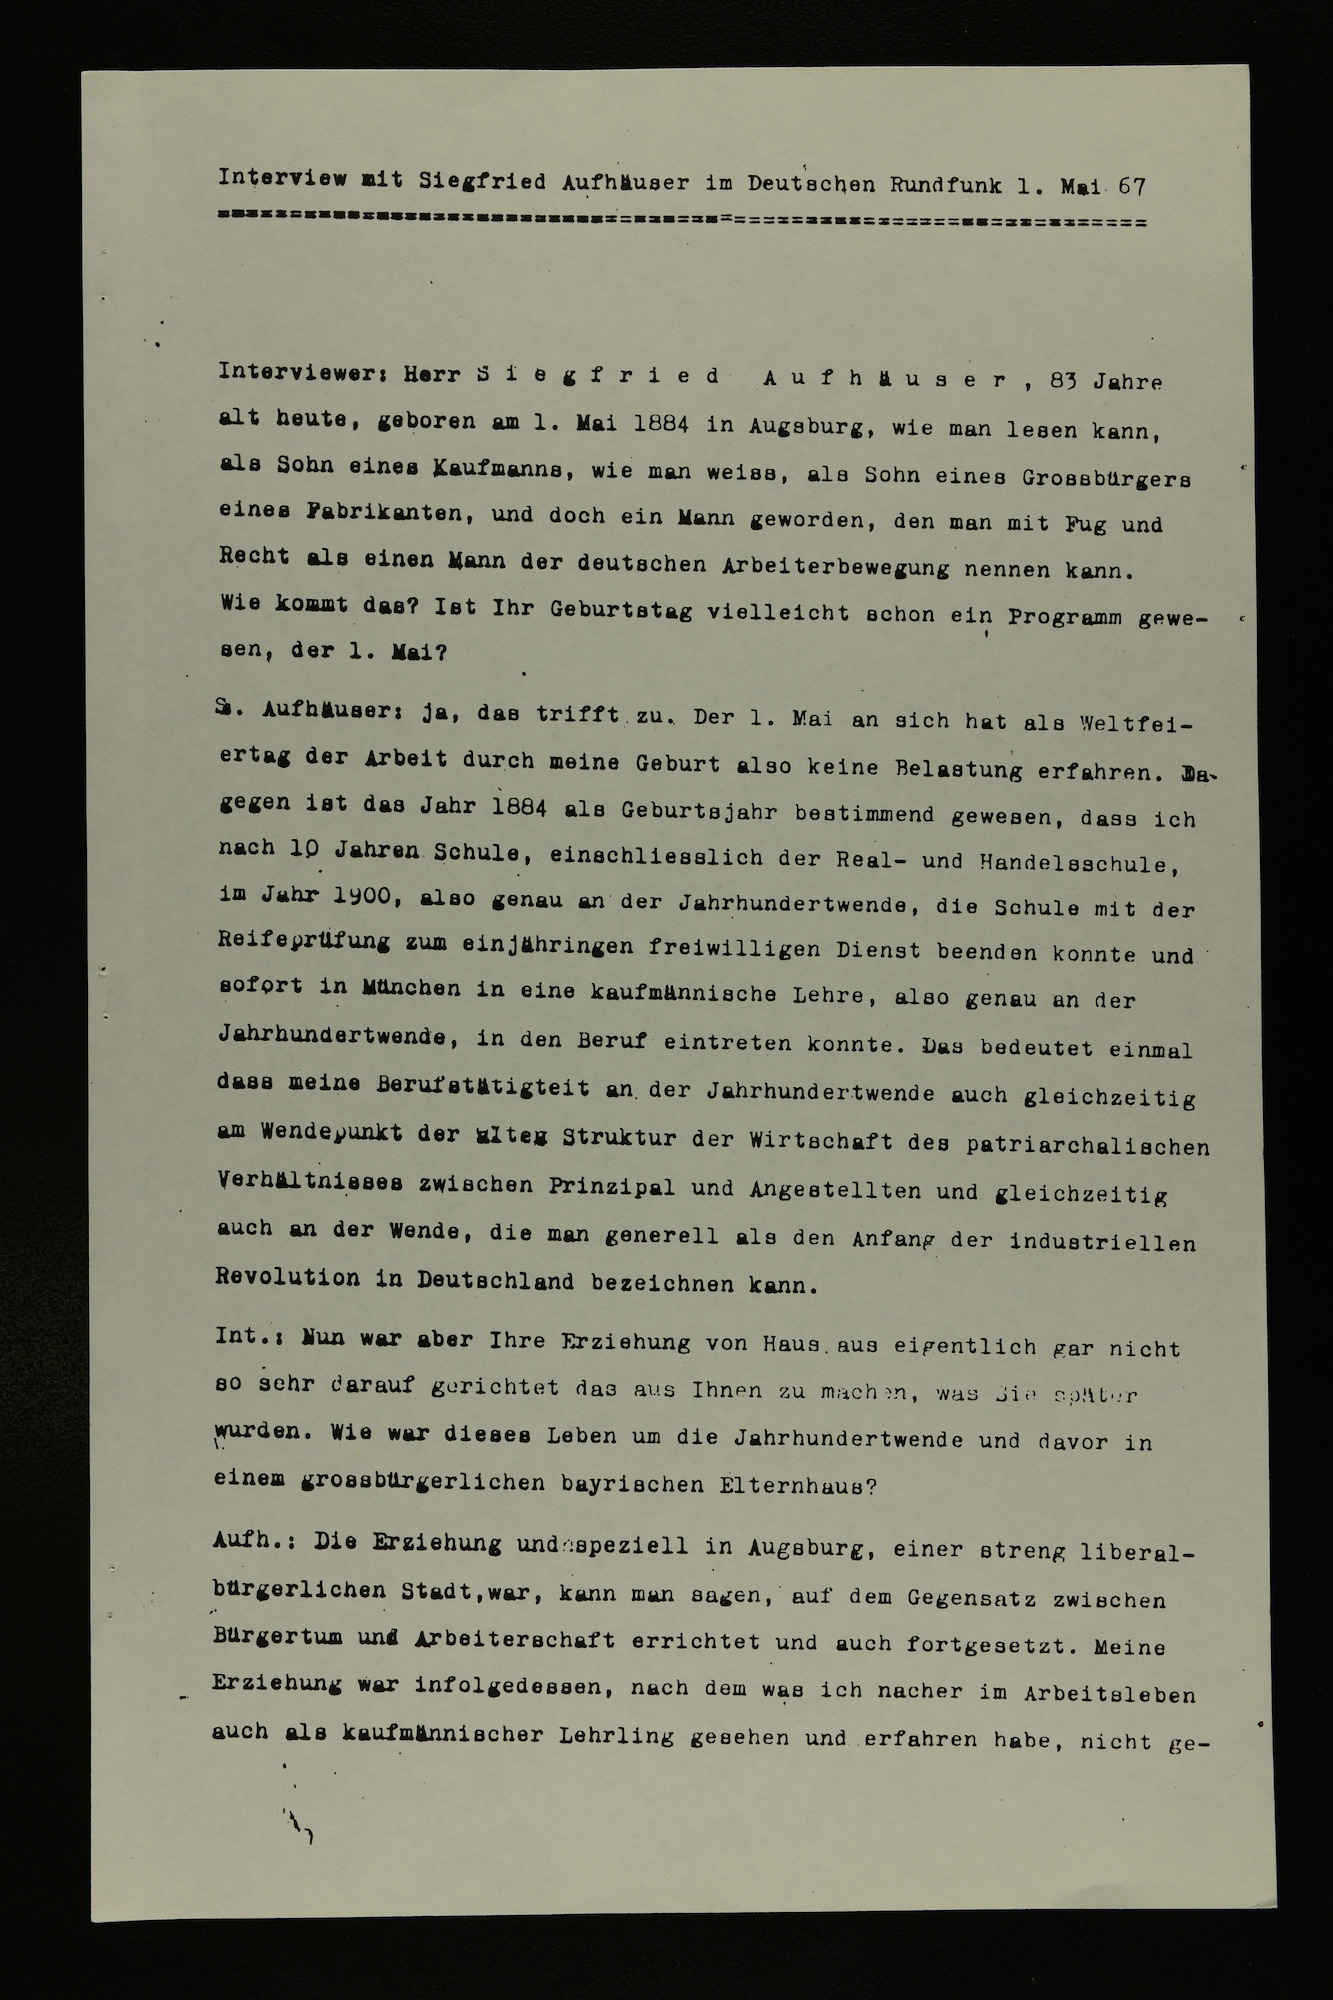 Interview mit Siegfried Aufhäuser im Deutschen Rundfunk 1. Mai 67
=================================================================
Interviewer: Herr S i e g f r i e d   A u f h ä u s e r , 83 Jahre
alt heute, geboren am 1. Mai 1884 in Augsburg, wie man lesen kann,
als Sohn eines Kaufmanns, wie man weiss, als Sohn eines Grossbürgers
eines Fabrikanten, und doch ein Mann geworden, den man mit Fug und
Recht als einen Mann der deutschen Arbeiterbewegung nennen kann.
Wie kommt das? Ist Ihr Geburtstag vielleicht schon ein Programm gewe-
sen, der 1. Mai?
S. Aufhäuser: ja, das trifft zu. Der 1. Mai an sich hat als Weltfei-
ertag der Arbeit durch meine Geburt also keine Belastung erfahren. Da-
gegen ist das Jahr 1884 als Geburtsjahr bestimmend gewesen, dass ich
nach 10 Jahren Schule, einschliesslich der Real- und Handelsschule,
im Jahr 1900, also genau an der Jahrhundertwende, die Schule mit der
Reifeprüfung zum einjähringen freiwilligen Dienst beenden konnte und
sofort in München in eine kaufmännische Lehre, also genau an der
Jahrhundertwende, in den Beruf eintreten konnte. Das bedeutet einmal
dass meine Berufstätigteit an der Jahrhundertwende auch gleichzeitig
am Wendepunkt der alten Struktur der Wirtschaft des patriarchalischen
Verhältnisses zwischen Prinzipal und Angestellten und gleichzeitig
auch an der Wende, die man generell als den Anfang der industriellen
Revolution in Deutschland bezeichnen kann.
Int.: Nun war aber Ihre Erziehung von Haus aus eigentlich gar nicht
so sehr darauf gerichtet das aus Ihnen zu machen, was Sie später
wurden. Wie war dieses Leben um die Jahrhundertwende und davor in
einem grossbürgerlichen bayrischen Elternhaus?
Aufh.: Die Erziehung und speziell in Augsburg, einer streng liberal-
bürgerlichen Stadt,war, kann man sagen, auf dem Gegensatz zwischen
Bürgertum und Arbeiterschaft errichtet und auch fortgesetzt. Meine
Erziehung war infolgedessen, nach dem was ich nacher im Arbeitsleben
auch als kaufmännischer Lehrling gesehen und erfahren habe, nicht ge-